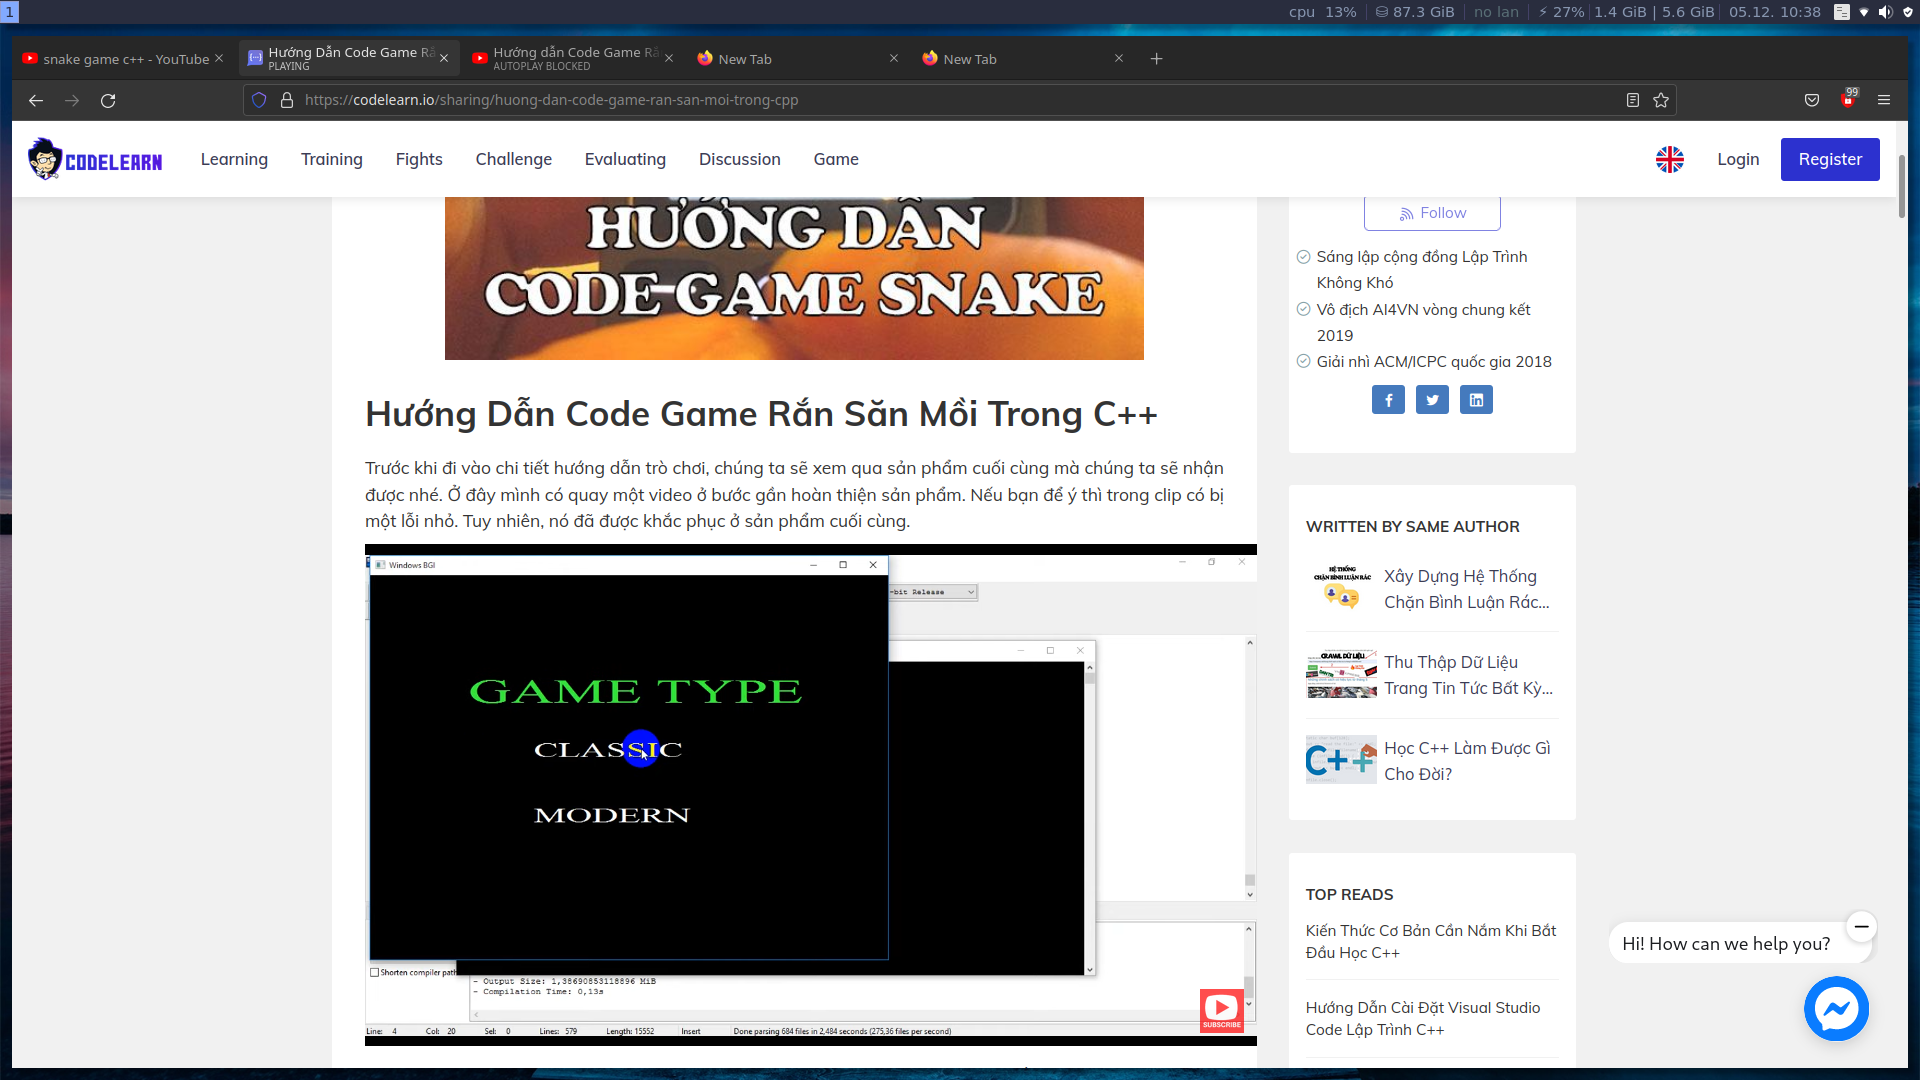 1
cpu 13% 87.3 GiB no lan ⚡ 27% 1.4 GiB | 5.6 GiB 05.12. 10:38
snake game c++ - YouTube
Hướng Dẫn Code Game Rắ
PLAYING
Hướng dẫn Code Game Rắn
AUTOPLAY BLOCKED
New Tab
New Tab
https://codelearn.io/sharing/huong-dan-code-game-ran-san-moi-trong-cpp
99
CODELEARN
Learning Training Fights Challenge Evaluating Discussion Game
Login Register
HƯỚNG DẪN
CODE GAME SNAKE
Hướng Dẫn Code Game Rắn Săn Mồi Trong C++
Trước khi đi vào chi tiết hướng dẫn trò chơi, chúng ta sẽ xem qua sản phẩm cuối cùng mà chúng ta sẽ nhận
được nhé. Ở đây mình có quay một video ở bước gần hoàn thiện sản phẩm. Nếu bạn để ý thì trong clip có bị
một lỗi nhỏ. Tuy nhiên, nó đã được khắc phục ở sản phẩm cuối cùng.
Windows BGI
-bit Release
GAME TYPE
CLASSIC
MODERN
Shorten compiler path
- Output Size: 1,38690853118896 MiB
- Compilation Time: 0,13s
Line: 4 Col: 20 Sel: 0 Lines: 579 Length: 15552 Insert Done parsing 684 files in 2,484 seconds (275,36 files per second)
SUBSCRIBE
Follow
Sáng lập cộng đồng Lập Trình
Không Khó
Vô địch AI4VN vòng chung kết
2019
Giải nhì ACM/ICPC quốc gia 2018
WRITTEN BY SAME AUTHOR
HỆ THỐNG
CHẶN BÌNH LUẬN RÁC
Xây Dựng Hệ Thống
Chặn Bình Luận Rác...
CRAWL DỮ LIỆU
Thu Thập Dữ Liệu
Trang Tin Tức Bất Kỳ...
C++
Học C++ Làm Được Gì
Cho Đời?
TOP READS
Kiến Thức Cơ Bản Cần Nắm Khi Bắt
Đầu Học C++
Hướng Dẫn Cài Đặt Visual Studio
Code Lập Trình C++
Hi! How can we help you?